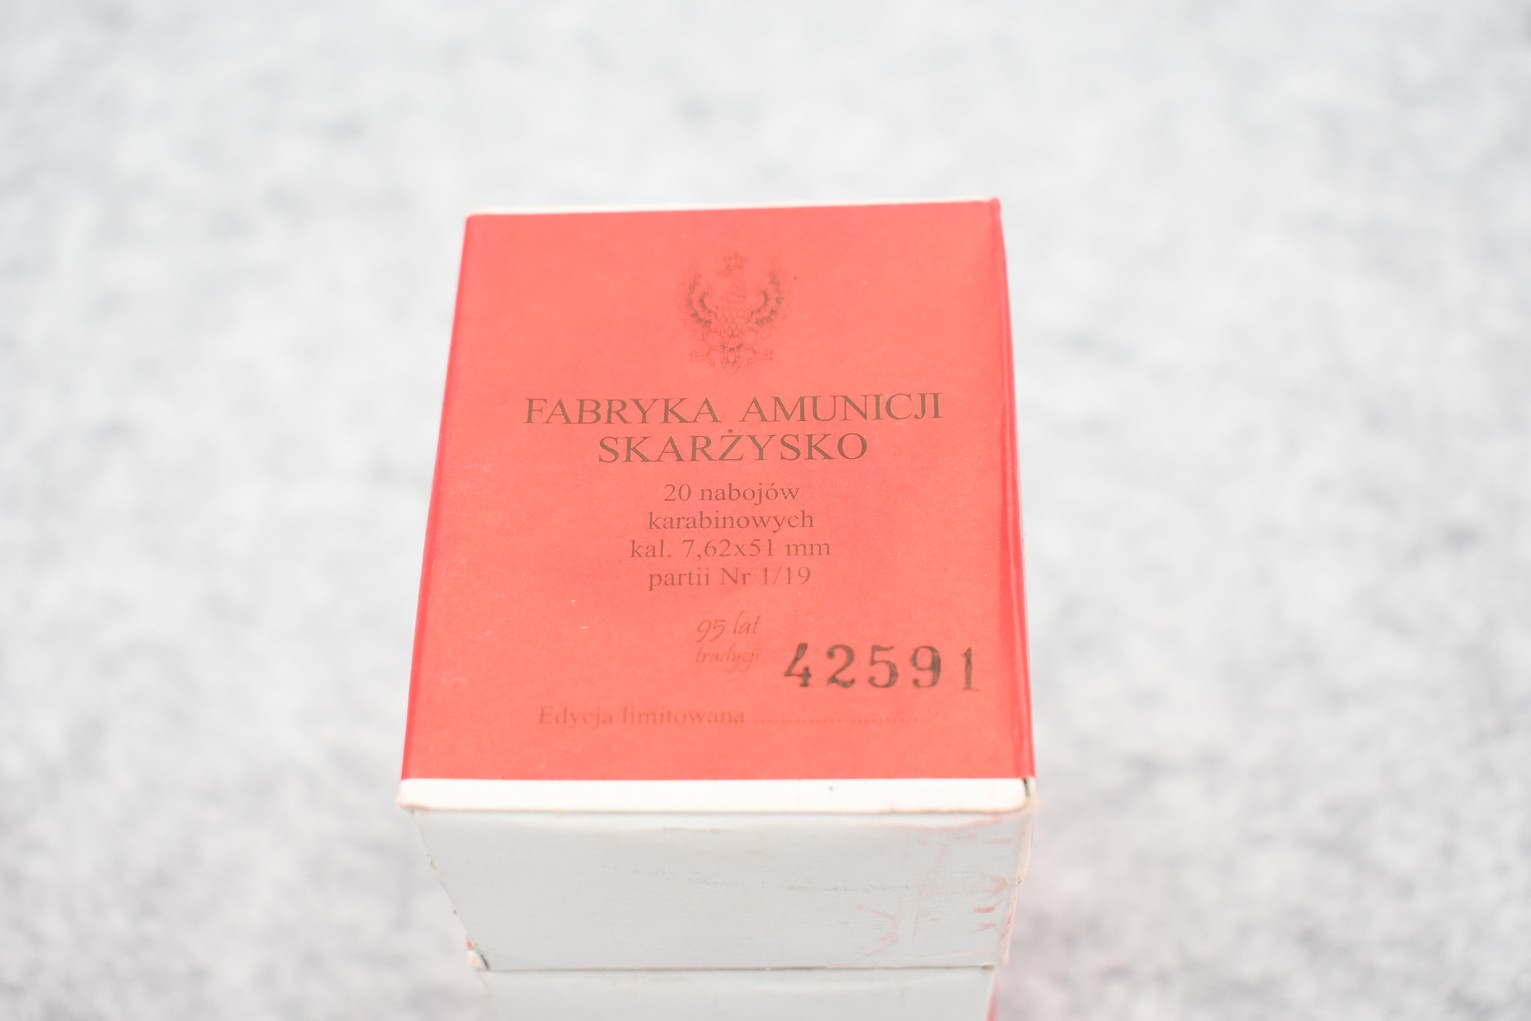 FABRYKA AMUNICJI
SKARŻYSKO
20 nabojów
karabinowych
kal. 7,62x51 mm
partii Nr 1/19
95 lat
tradycji
42591
Edycja limitowana ........................